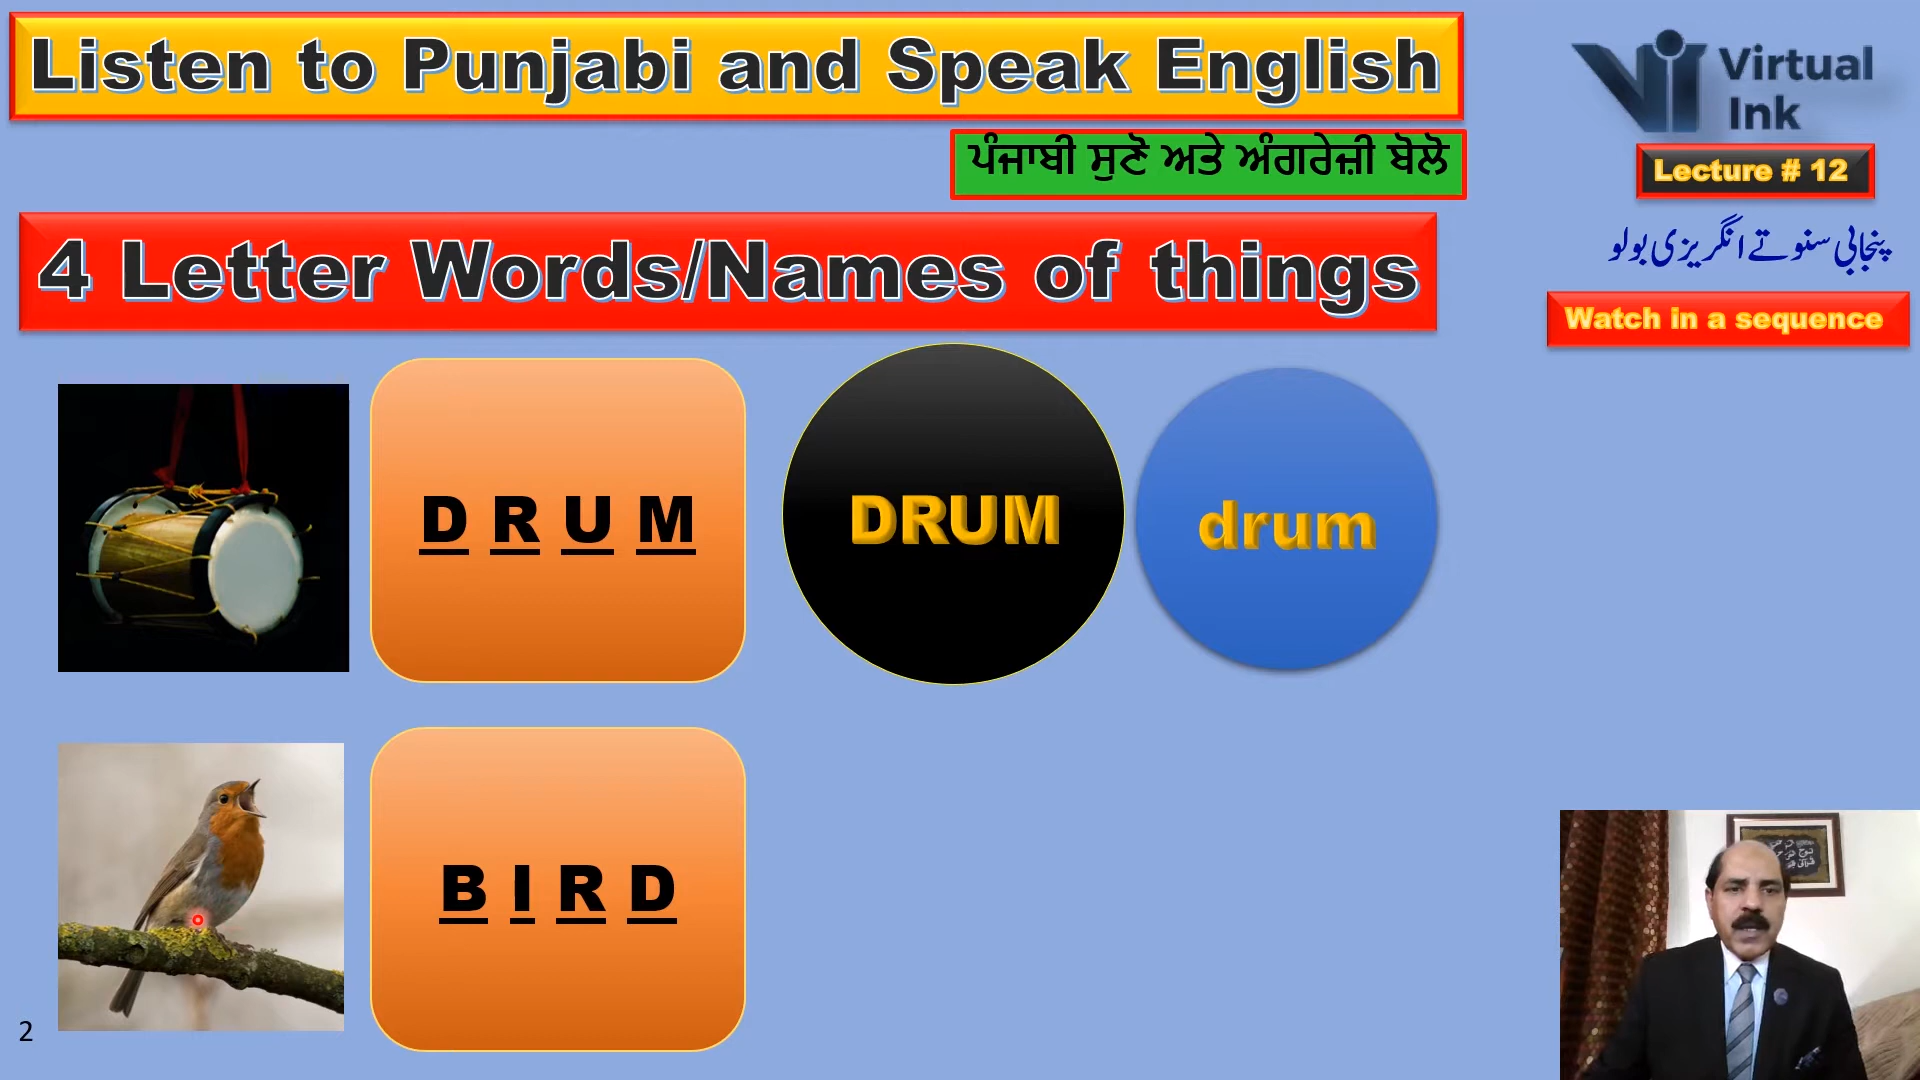 Listen to Punjabi and Speak English
Virtual
Ink
ਪੰਜਾਬੀ ਸੁਣੋ ਅਤੇ ਅੰਗਰੇਜ਼ੀ ਬੋਲੋ
Lecture # 12
پنجابی سنو تے انگریزی بولو
4 Letter Words/Names of things
Watch in a sequence
D R U M
DRUM
drum
B I R D
2